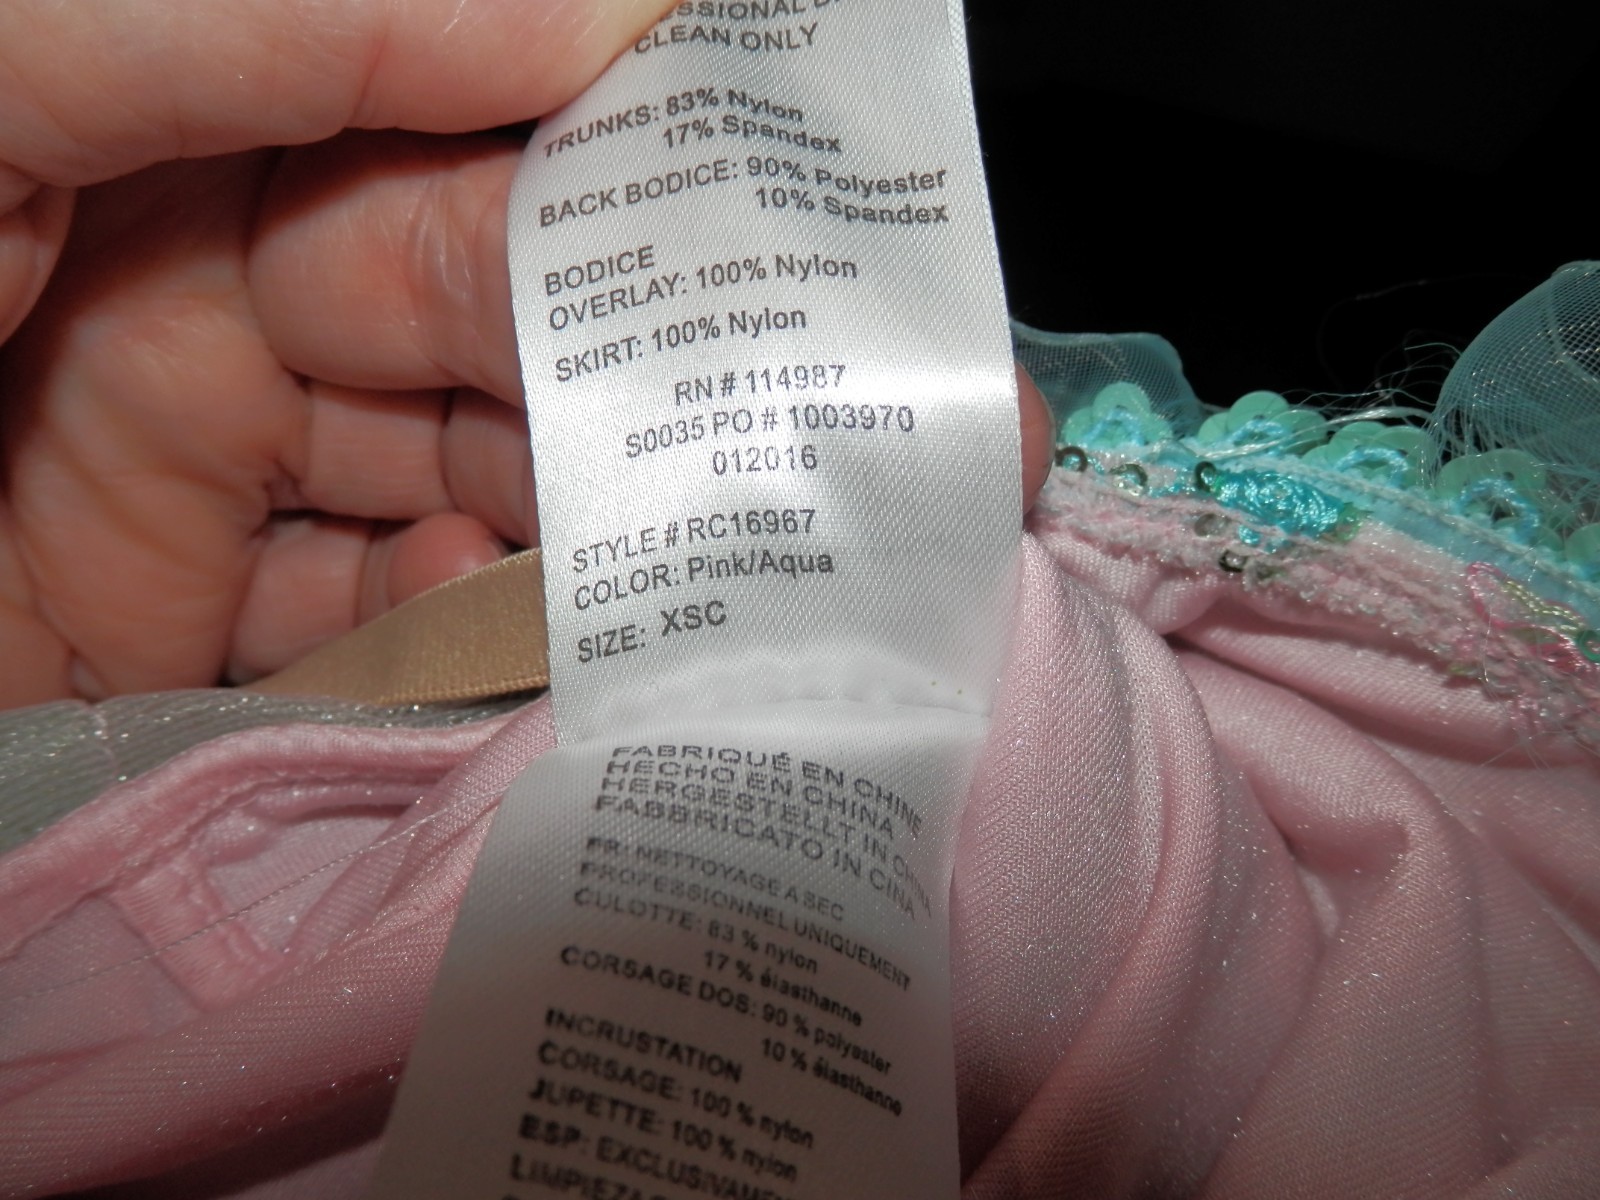 CLEAN ONLY
TRUNKS: 83% Nylon
17% Spandex
BACK BODICE: 90% Polyester
10% Spandex
BODICE
OVERLAY: 100% Nylon
SKIRT: 100% Nylon
RN # 114987
S0035 PO # 1003970
012016
STYLE # RC16967
COLOR: Pink/Aqua
SIZE: XSC
FABRIQUÉ EN CHINE
HECHO EN CHINA
HERGESTELLT IN CHINA
FABBRICATO IN CINA
FR: NETTOYAGE A SEC
PROFESSIONNEL UNIQUEMENT
CULOTTE: 83 % nylon
17 % élasthanne
CORSAGE DOS: 90 % polyester
10 % élasthanne
INCRUSTATION
CORSAGE: 100 % nylon
JUPETTE: 100 % nylon
ESP: